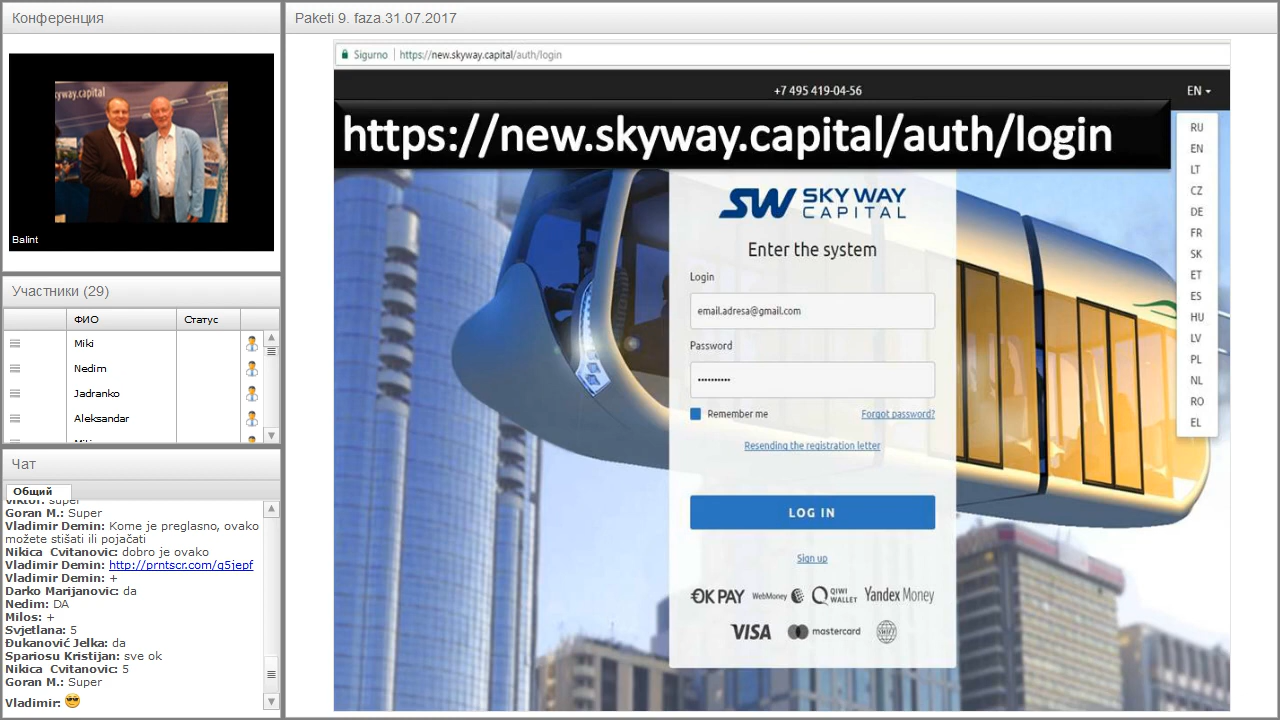 Конференция
kyway.capital
Balint
Участники (29)
ФИО
Статус
Miki
Nedim
Jadranko
Aleksandar
Чат
Общий
Viktor: super
Goran M.: Super
Vladimir Demin: Kome je preglasno, ovako
možete stišati ili pojačati
Nikica Cvitanovic: dobro je ovako
Vladimir Demin: http://prntscr.com/g5jepf
Vladimir Demin: +
Darko Marijanovic: da
Nedim: DA
Milos: +
Svjetlana: 5
Đukanović Jelka: da
Spariosu Kristijan: sve ok
Nikica Cvitanovic: 5
Goran M.: Super
Vladimir:
Paketi 9. faza.31.07.2017
Sigurno https://new.skyway.capital/auth/login
+7 495 419-04-56
EN
https://new.skyway.capital/auth/login
RU
EN
LT
CZ
DE
FR
SK
ET
ES
HU
LV
PL
NL
RO
EL
SW SKY WAY
CAPITAL
Enter the system
Login
email.adresa@gmail.com
Password
Remember me Forgot password?
Resending the registration letter
LOG IN
Sign up
OKPAY WebMoney QIWI WALLET Yandex Money
VISA mastercard SWIFT